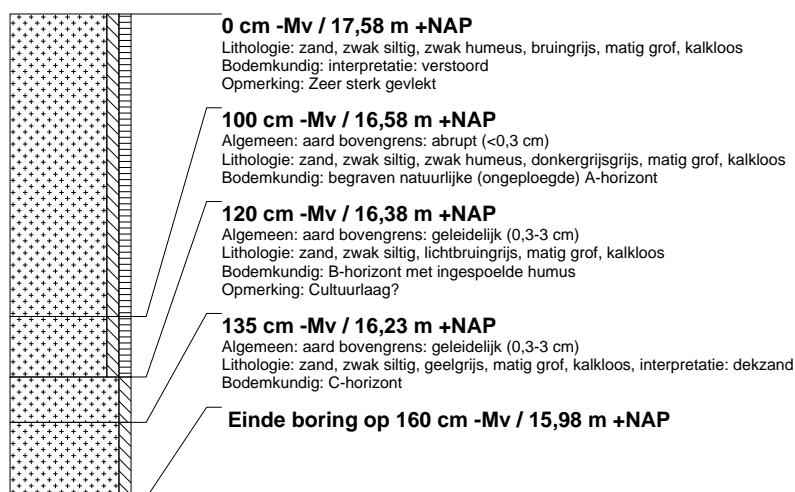 0 cm -Mv / 17,58 m +NAP
Lithologie: zand, zwak siltig, zwak humeus, bruingrijs, matig grof, kalkloos
Bodemkundig: interpretatie: verstoord
Opmerking: Zeer sterk gevlekt
100 cm -Mv / 16,58 m +NAP
Algemeen: aard bovengrens: abrupt (<0,3 cm)
Lithologie: zand, zwak siltig, zwak humeus, donkergrijsgrijs, matig grof, kalkloos
Bodemkundig: begraven natuurlijke (ongeploegde) A-horizont
120 cm -Mv / 16,38 m +NAP
Algemeen: aard bovengrens: geleidelijk (0,3-3 cm)
Lithologie: zand, zwak siltig, lichtbruingrijs, matig grof, kalkloos
Bodemkundig: B-horizont met ingespoelde humus
Opmerking: Cultuurlaag?
135 cm -Mv / 16,23 m +NAP
Algemeen: aard bovengrens: geleidelijk (0,3-3 cm)
Lithologie: zand, zwak siltig, geelgrijs, matig grof, kalkloos, interpretatie: dekzand
Bodemkundig: C-horizont
Einde boring op 160 cm -Mv / 15,98 m +NAP